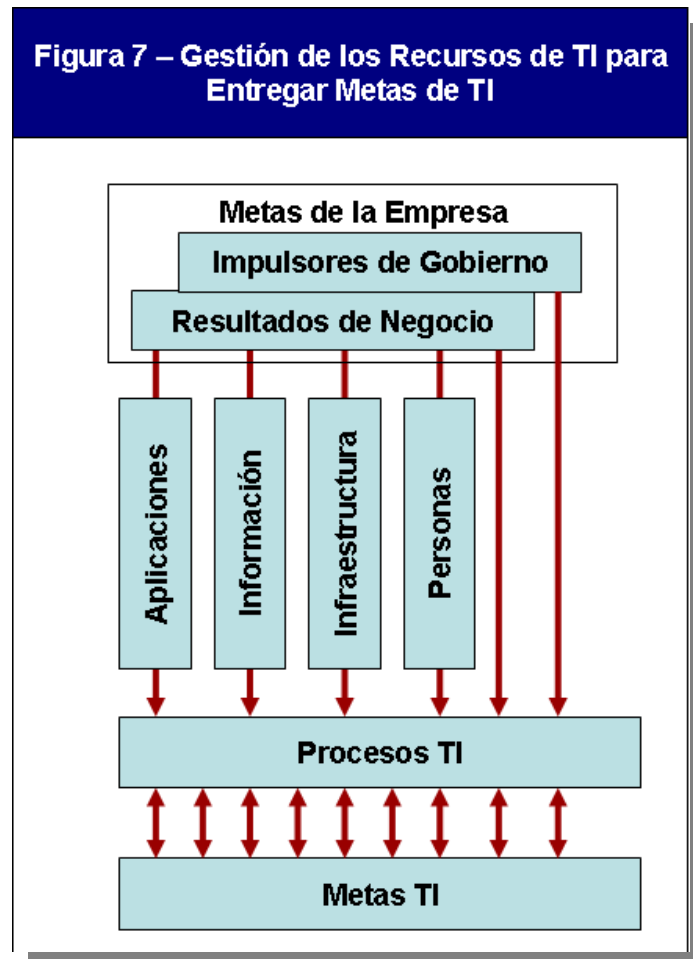 Figura 7 – Gestión de los Recursos de TI para
Entregar Metas de TI
Metas de la Empresa
Impulsores de Gobierno
Resultados de Negocio
Aplicaciones
Información
Infraestructura
Personas
Procesos TI
Metas TI